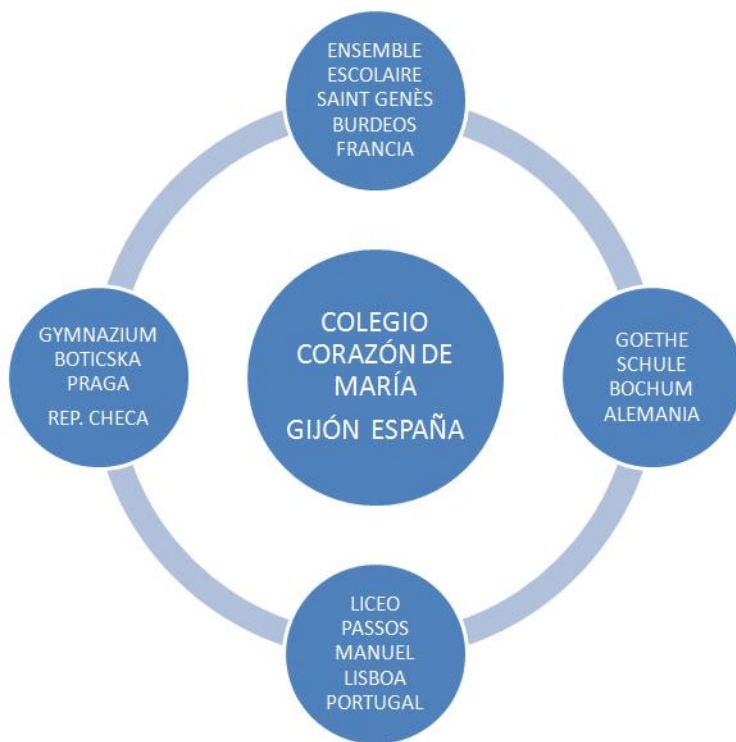 ENSEMBLE
ESCOLAIRE
SAINT GENÈS
BURDEOS
FRANCIA
GYMNAZIUM
BOTICSKA
PRAGA
REP. CHECA
COLEGIO
CORAZÓN DE
MARÍA
GIJÓN ESPAÑA
GOETHE
SCHULE
BOCHUM
ALEMANIA
LICEO
PASSOS
MANUEL
LISBOA
PORTUGAL